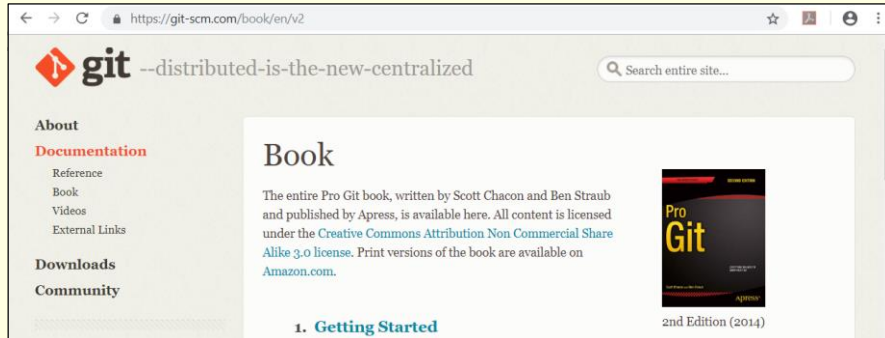 https://git-scm.com/book/en/v2
git --distributed-is-the-new-centralized
Search entire site...
About
Documentation
Reference
Book
Videos
External Links
Downloads
Community
Book
The entire Pro Git book, written by Scott Chacon and Ben Straub
and published by Apress, is available here. All content is licensed
under the Creative Commons Attribution Non Commercial Share
Alike 3.0 license. Print versions of the book are available on
Amazon.com.
1. Getting Started
Pro
Git
Apress
2nd Edition (2014)